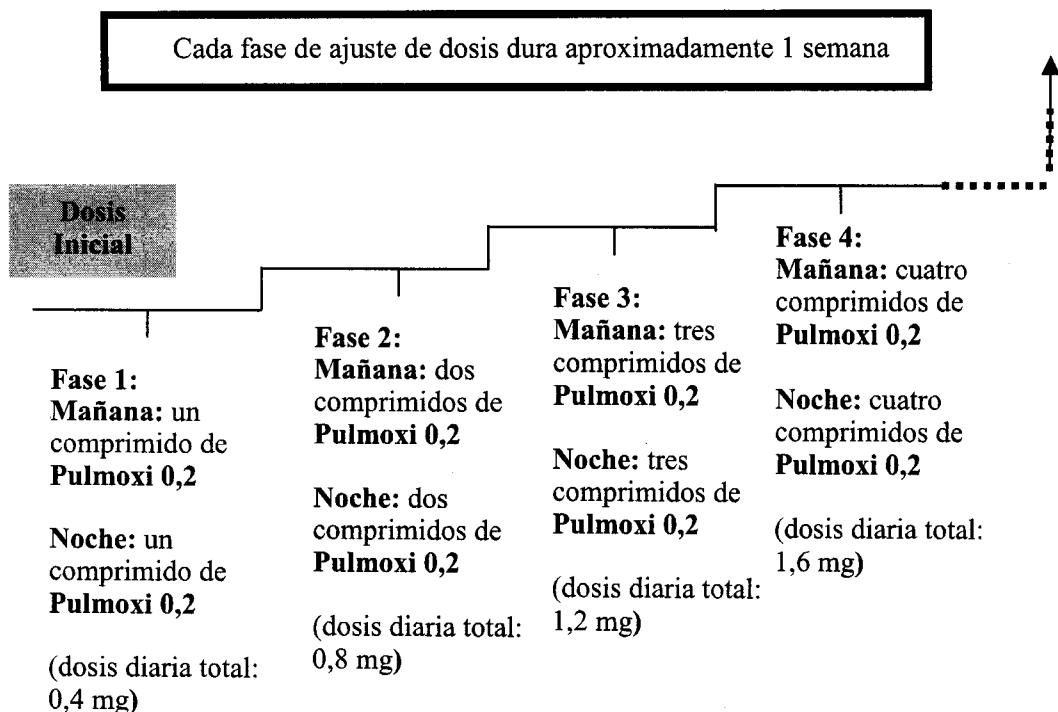 Cada fase de ajuste de dosis dura aproximadamente 1 semana
Dosis
Inicial
Fase 1:
Mañana: un
comprimido de
Pulmoxi 0,2
Noche: un
comprimido de
Pulmoxi 0,2
(dosis diaria total:
0,4 mg)
Fase 2:
Mañana: dos
comprimidos de
Pulmoxi 0,2
Noche: dos
comprimidos de
Pulmoxi 0,2
(dosis diaria total:
0,8 mg)
Fase 3:
Mañana: tres
comprimidos de
Pulmoxi 0,2
Noche: tres
comprimidos de
Pulmoxi 0,2
(dosis diaria total:
1,2 mg)
Fase 4:
Mañana: cuatro
comprimidos de
Pulmoxi 0,2
Noche: cuatro
comprimidos de
Pulmoxi 0,2
(dosis diaria total:
1,6 mg)